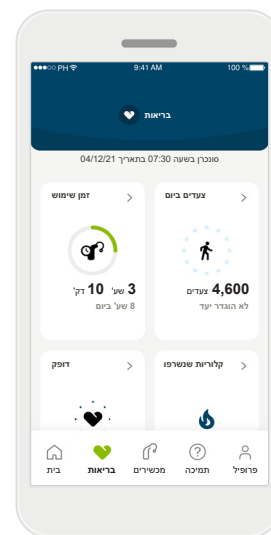 PH 9:41 AM 100 %
בריאות
סונכרן בשעה 07:30 בתאריך 04/12/21
צעדים ביום
4,600 צעדים
לא הוגדר יעד
זמן שימוש
3 שע' 10 דק'
8 שע' ביום
קלוריות שנשרפו
דופק
פרופיל תמיכה מכשירים בריאות בית